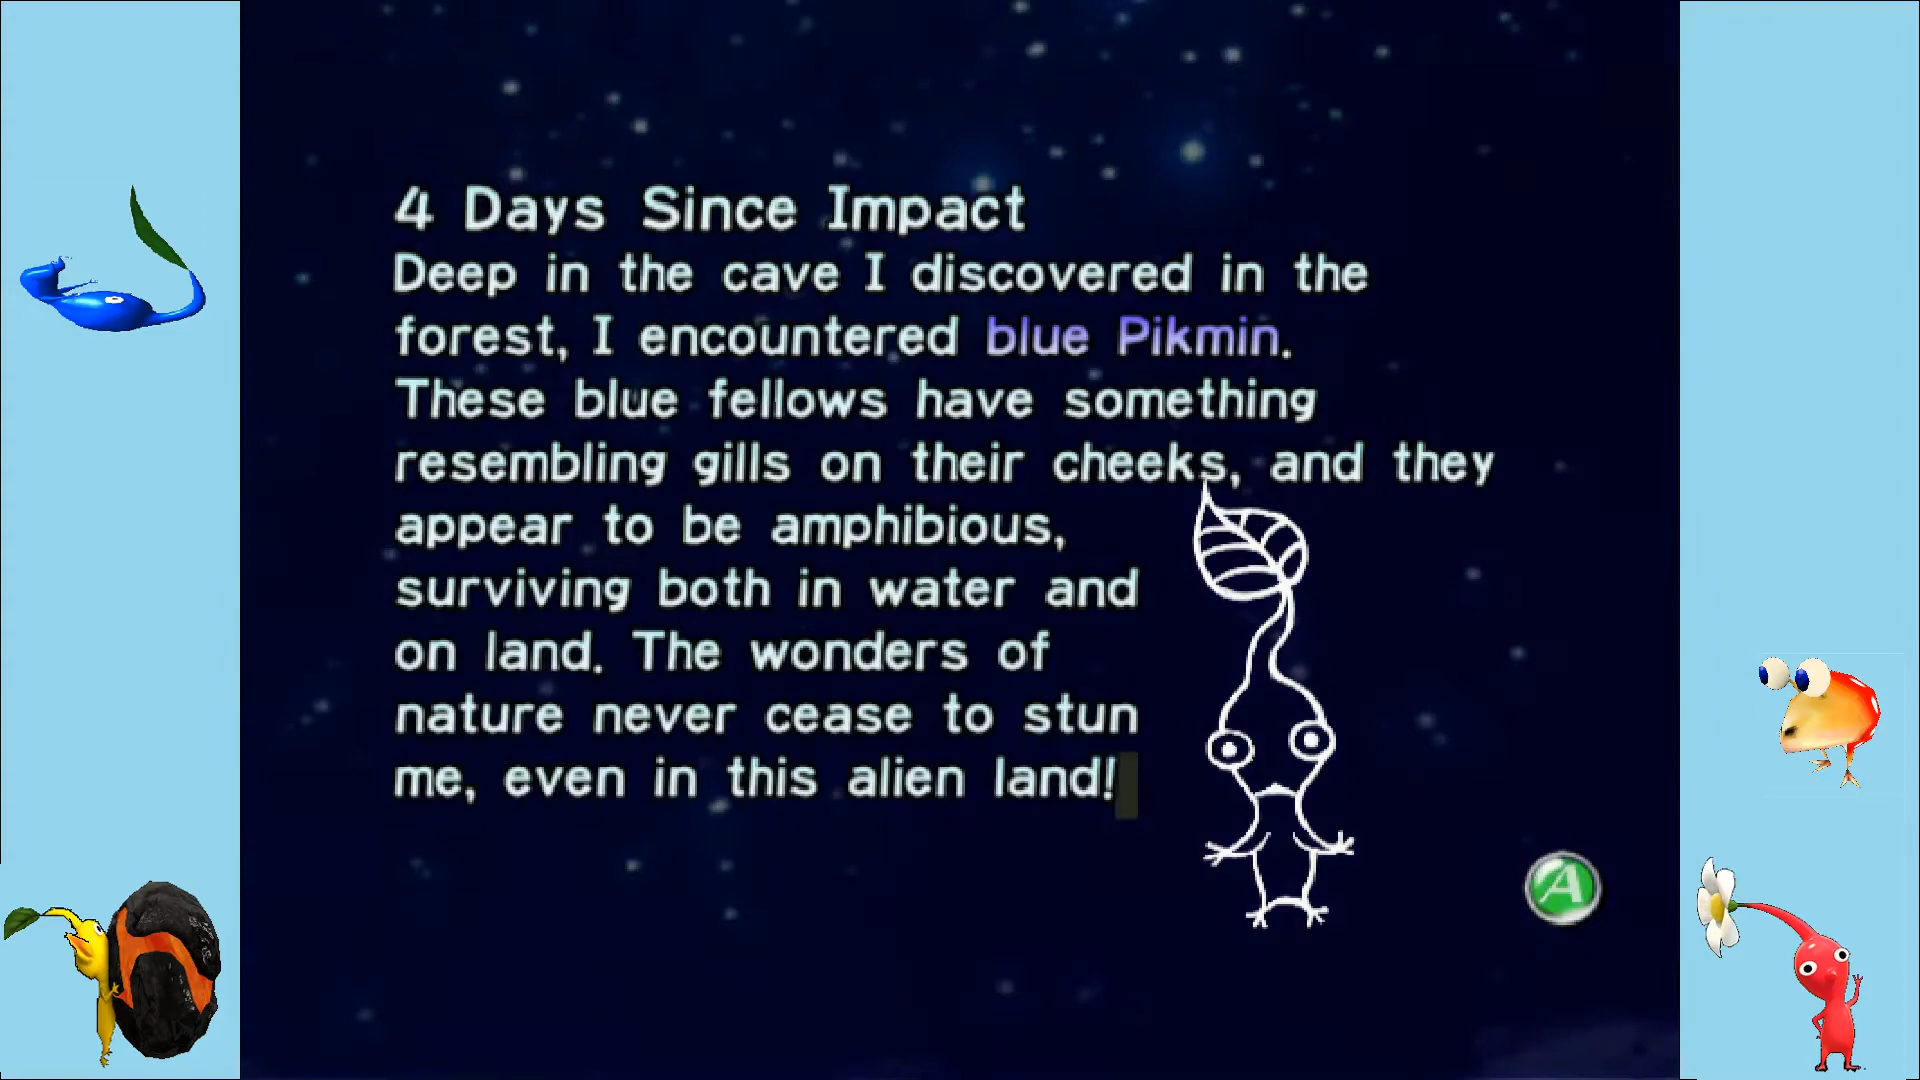 4 Days Since Impact
Deep in the cave I discovered in the
forest, I encountered blue Pikmin.
These blue fellows have something
resembling gills on their cheeks, and they
appear to be amphibious,
surviving both in water and
on land. The wonders of
nature never cease to stun
me, even in this alien land!
A